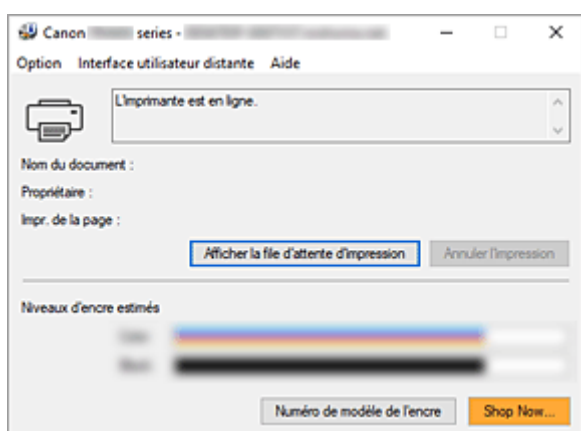 Canon series -
Option Interface utilisateur distante Aide
L'imprimante est en ligne.
Nom du document :
Propriétaire :
Impr. de la page :
Afficher la file d'attente d'impression Annuler l'impression
Niveaux d'encre estimés
Numéro de modèle de l'encre Shop Now...